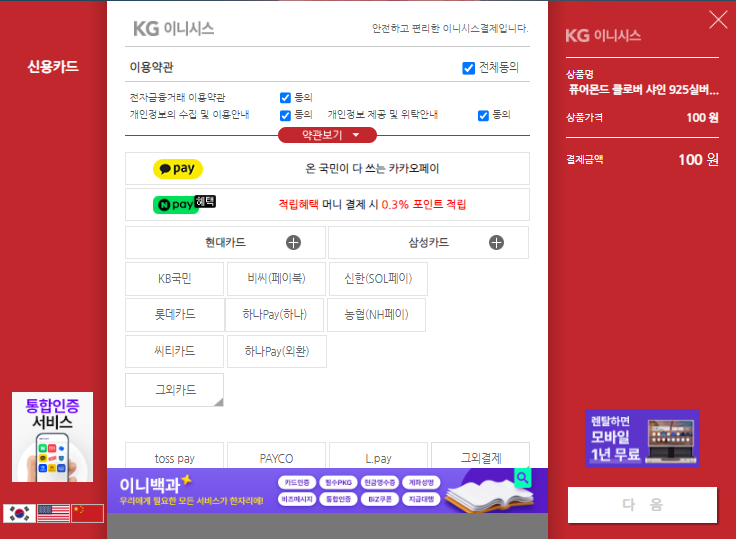 신용카드
KG 이니시스
안전하고 편리한 이니시스결제입니다.
이용약관
전체동의
전자금융거래 이용약관 동의
개인정보의 수집 및 이용안내 동의 개인정보 제공 및 위탁안내 동의
약관보기
pay 온 국민이 다 쓰는 카카오페이
N pay 혜택 적립혜택 머니 결제 시 0.3% 포인트 적립
현대카드 삼성카드
KB국민 비씨(페이북) 신한(SOL페이)
롯데카드 하나Pay(하나) 농협(NH페이)
씨티카드 하나Pay(외환)
그외카드
toss pay PAYCO L.pay 그외결제
통합인증
서비스
이니백과
우리에게 필요한 모든 서비스가 한자리에!
카드인증 필수PKG 현금영수증 계좌성명
비즈메시지 통합인증 BIZ쿠폰 지급대행
KG 이니시스
상품명
퓨어몬드 클로버 샤인 925실버...
상품가격 100 원
결제금액 100 원
렌탈하면
모바일
1년 무료
다 음